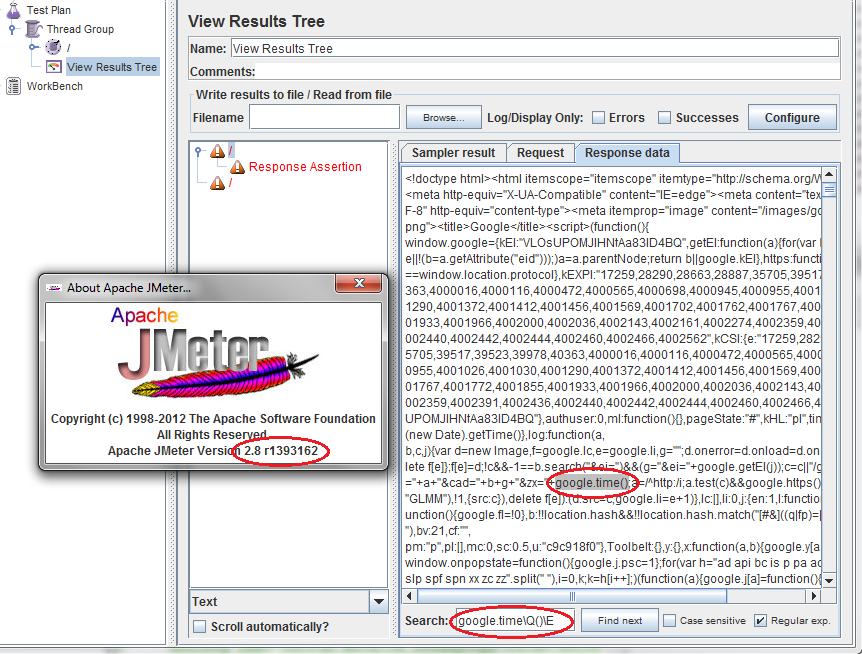 Test Plan
Thread Group
/
View Results Tree
WorkBench
View Results Tree
Name: View Results Tree
Comments:
Write results to file / Read from file
Filename
Browse...
Log/Display Only:
Errors
Successes
Configure
/
Response Assertion
/
Text
Scroll automatically?
Sampler result
Request
Response data
<!doctype html><html itemscope="itemscope" itemtype="http://schema.org/W
<meta http-equiv="X-UA-Compatible" content="IE=edge"><meta content="tex
F-8" http-equiv="content-type"><meta itemprop="image" content="/images/go
png"><title>Google</title><script>(function(){
window.google={kEI:"VLOsUPOMJIHNtAa83ID4BQ",getEI:function(a){for(var
e||!(b=a.getAttribute("eid")));)a=a.parentNode;return b||google.kEI},https:funct
==window.location.protocol},kEXPI:"17259,28290,28663,28887,35705,39517
363,4000016,4000116,4000472,4000565,4000698,4000945,4000955,4001
1290,4001372,4001412,4001456,4001569,4001702,4001762,4001767,400
01933,4001966,4002000,4002036,4002143,4002161,4002274,4002359,40
002440,4002442,4002444,4002460,4002466,4002562",kCSI:{e:"17259,282
5705,39517,39523,39978,40363,4000016,4000116,4000472,4000565,4000
0955,4001026,4001030,4001290,4001372,4001412,4001456,4001569,400
01767,4001772,4001855,4001933,4001966,4002000,4002036,4002143,40
002359,4002391,4002436,4002440,4002442,4002444,4002460,4002466,4
UPOMJIHNtAa83ID4BQ"},authuser:0,ml:function(){},pageState:"#",kHL:"pl",tim
(new Date).getTime()},log:function(a,
b,c,j){var d=new Image,f=google.lc,e=google.li,g="";d.onerror=d.onload=d.on
lete f[e]};f[e]=d;!c&&-1==b.search("&ei=")&&(g="&ei="+google.getEI(j));c=c||"/g
="+a+"&cad="+b+g+"&zx="+google.time();a=/^http:/i;a.test(c)&&google.https()
"GLMM"),!1,{src:c}),delete f[e]):(d.src=c,google.li=e+1)},lc:[],li:0,j:{en:1,l:functio
unction(){google.fl=!0},b:!!location.hash&&!!location.hash.match("[#&]((q|fp)=|
"),bv:21,cf:"",
pm:"p",pl:[],mc:0,sc:0.5,u:"c9c918f0"},Toolbelt:{},y:{},x:function(a,b){google.y[a
window.onpopstate=function(){google.j.psc=1};for(var h="ad api bc is p pa ac
slp spf spn xx zc zz".split(" "),i=0,k;k=h[i++];)(function(a){google.j[a]=function(){
Search: google.time\Q()\E
Find next
Case sensitive
Regular exp.
About Apache JMeter...
Apache
JMeter
Copyright (c) 1998-2012 The Apache Software Foundation
All Rights Reserved.
Apache JMeter Version 2.8 r1393162